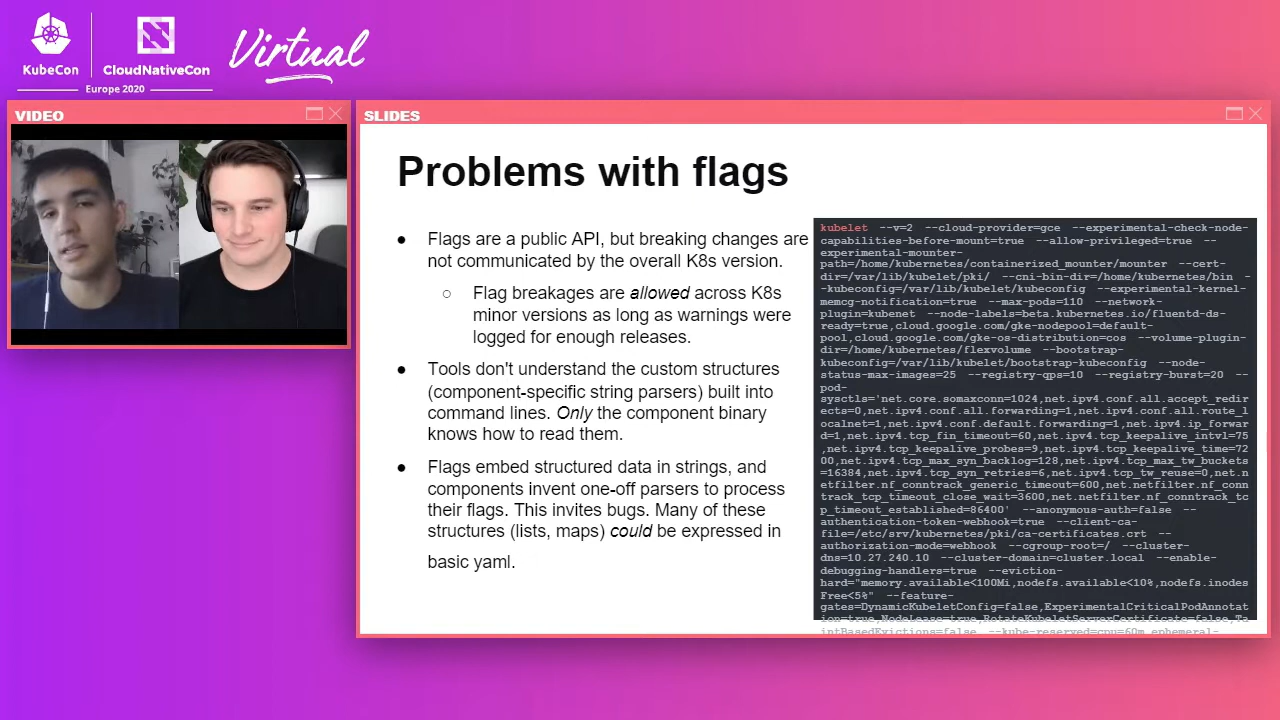 KubeCon
CloudNativeCon
Europe 2020
Virtual
VIDEO
SLIDES
Problems with flags
● Flags are a public API, but breaking changes are
not communicated by the overall K8s version.
○ Flag breakages are allowed across K8s
minor versions as long as warnings were
logged for enough releases.
● Tools don't understand the custom structures
(component-specific string parsers) built into
command lines. Only the component binary
knows how to read them.
● Flags embed structured data in strings, and
components invent one-off parsers to process
their flags. This invites bugs. Many of these
structures (lists, maps) could be expressed in
basic yaml.
kubelet --v=2 --cloud-provider=gce --experimental-check-node-
capabilities-before-mount=true --allow-privileged=true --
experimental-mounter-
path=/home/kubernetes/containerized_mounter/mounter --cert-
dir=/var/lib/kubelet/pki/ --cni-bin-dir=/home/kubernetes/bin -
-kubeconfig=/var/lib/kubelet/kubeconfig --experimental-kernel-
memcg-notification=true --max-pods=110 --network-
plugin=kubenet --node-labels=beta.kubernetes.io/fluentd-ds-
ready=true,cloud.google.com/gke-nodepool=default-
pool,cloud.google.com/gke-os-distribution=cos --volume-plugin-
dir=/home/kubernetes/flexvolume --bootstrap-
kubeconfig=/var/lib/kubelet/bootstrap-kubeconfig --node-
status-max-images=25 --registry-qps=10 --registry-burst=20 --
pod-
sysctls='net.core.somaxconn=1024,net.ipv4.conf.all.accept_redir
ects=0,net.ipv4.conf.all.forwarding=1,net.ipv4.conf.all.route_l
ocalnet=1,net.ipv4.conf.default.forwarding=1,net.ipv4.ip_forwar
d=1,net.ipv4.tcp_fin_timeout=60,net.ipv4.tcp_keepalive_intvl=75
,net.ipv4.tcp_keepalive_probes=9,net.ipv4.tcp_keepalive_time=72
00,net.ipv4.tcp_max_syn_backlog=128,net.ipv4.tcp_max_tw_buckets
=16384,net.ipv4.tcp_syn_retries=6,net.ipv4.tcp_tw_reuse=0,net.n
etfilter.nf_conntrack_generic_timeout=600,net.netfilter.nf_conn
track_tcp_timeout_close_wait=3600,net.netfilter.nf_conntrack_tc
p_timeout_established=86400' --anonymous-auth=false --
authentication-token-webhook=true --client-ca-
file=/etc/srv/kubernetes/pki/ca-certificates.crt --
authorization-mode=webhook --cgroup-root=/ --cluster-
dns=10.27.240.10 --cluster-domain=cluster.local --enable-
debugging-handlers=true --eviction-
hard="memory.available<100Mi,nodefs.available<10%,nodefs.inodes
Free<5%" --feature-
gates=DynamicKubeletConfig=false,ExperimentalCriticalPodAnnotat
ion=true,NodeLease=true,RotateKubeletServerCertificate=false,Ta
intBasedEvictions=false --kube-reserved=cpu=60m,ephemeral-